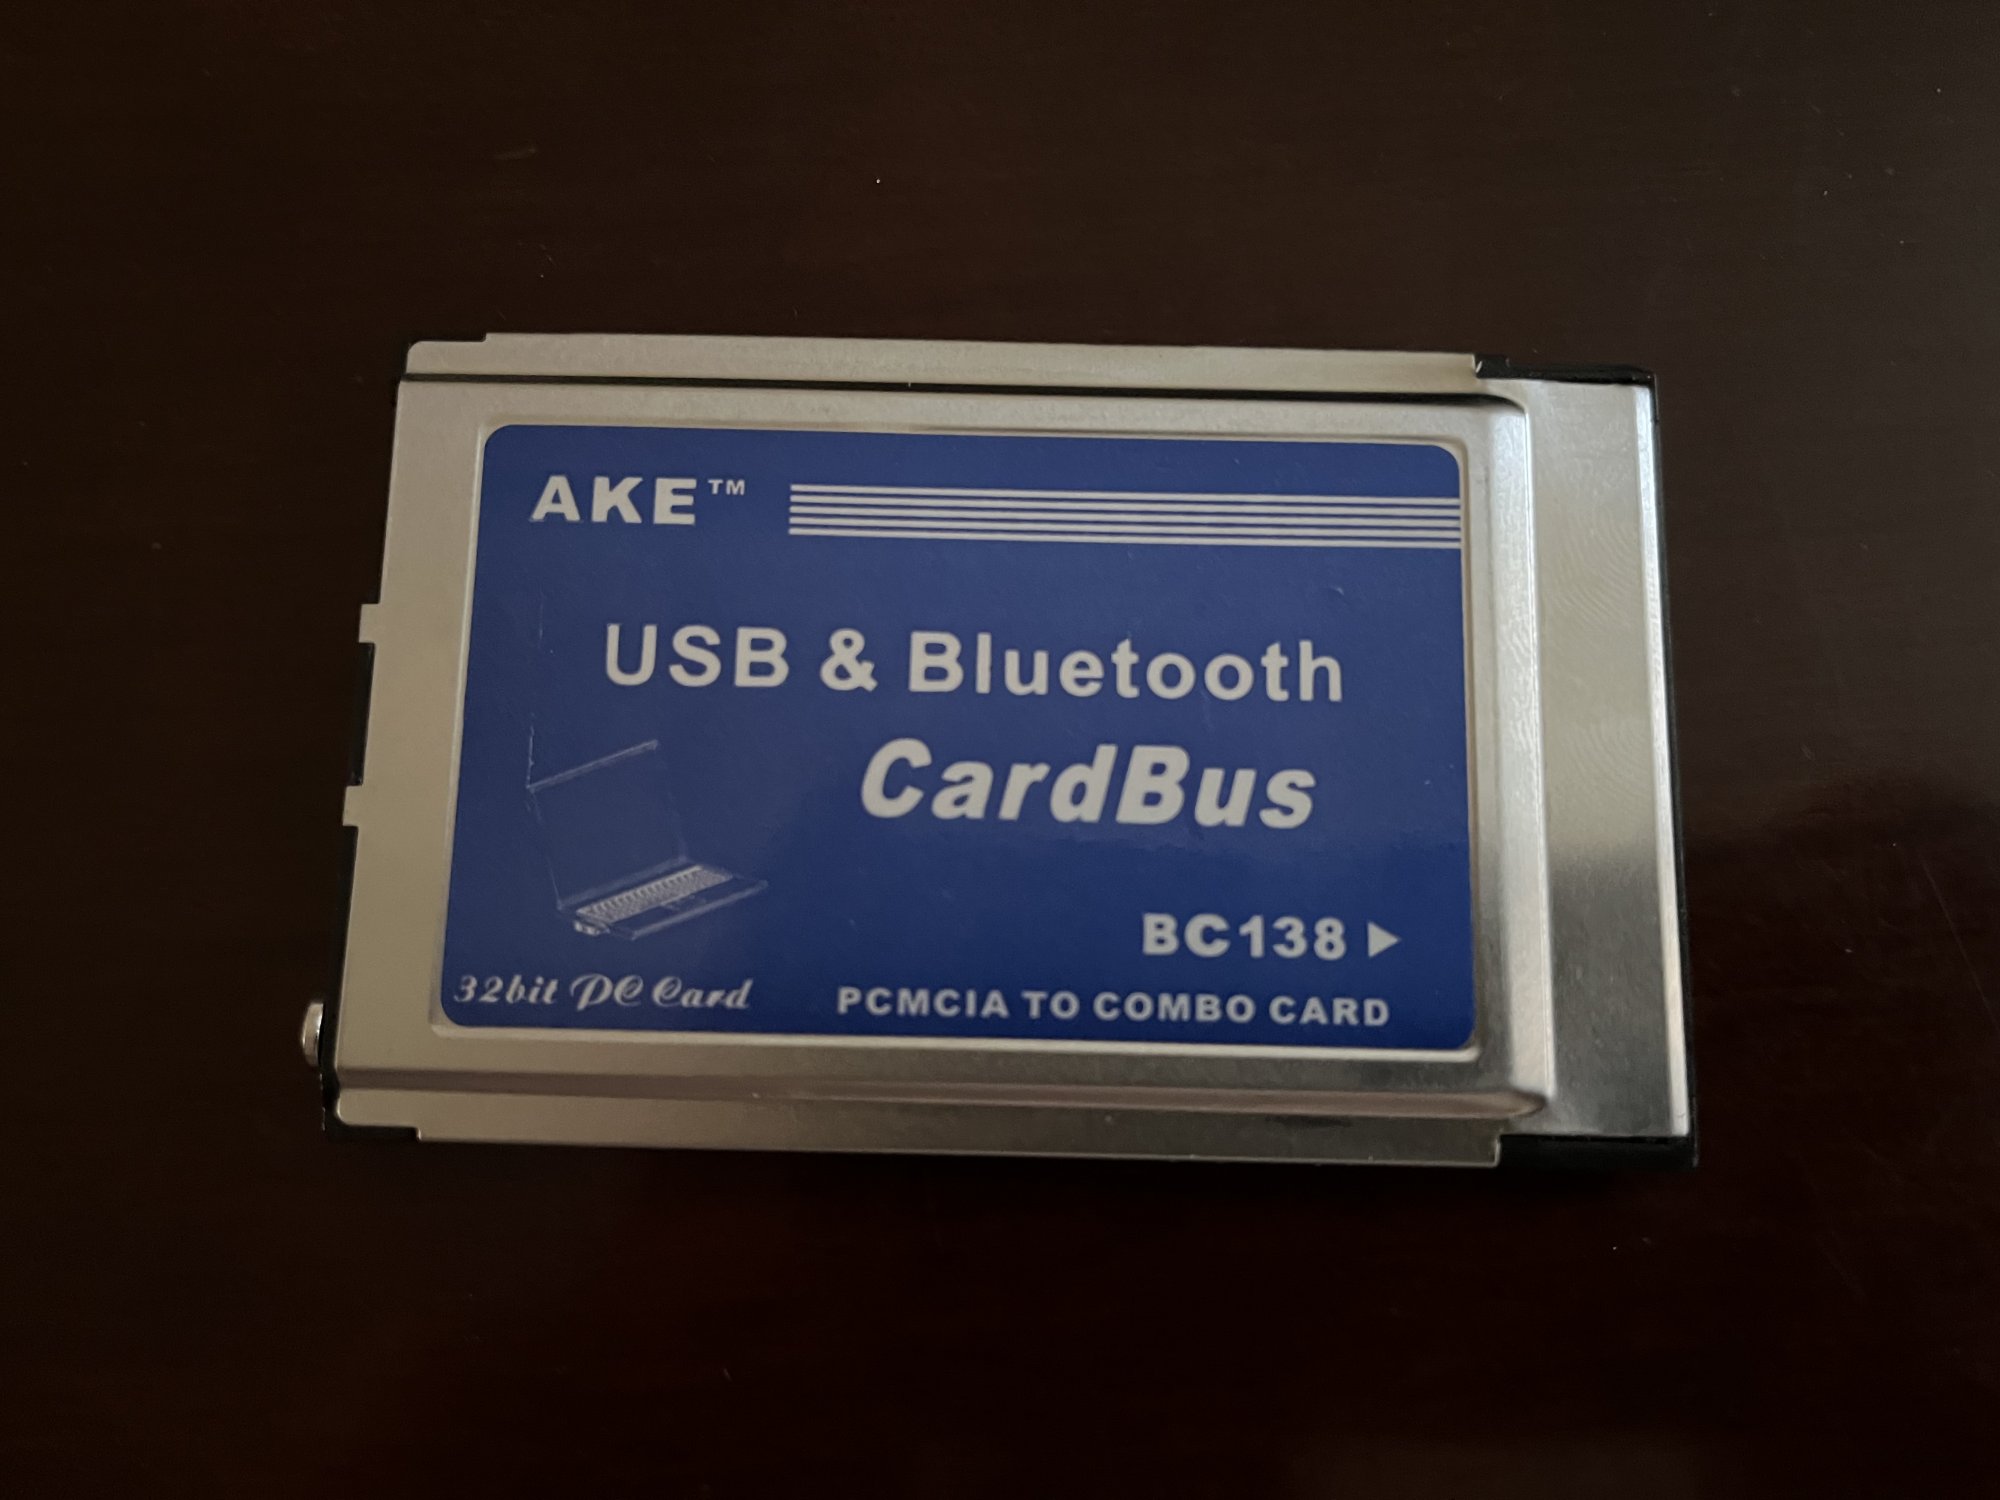 AKE™
USB & Bluetooth
CardBus
BC138
32bit PC Card
PCMCIA TO COMBO CARD